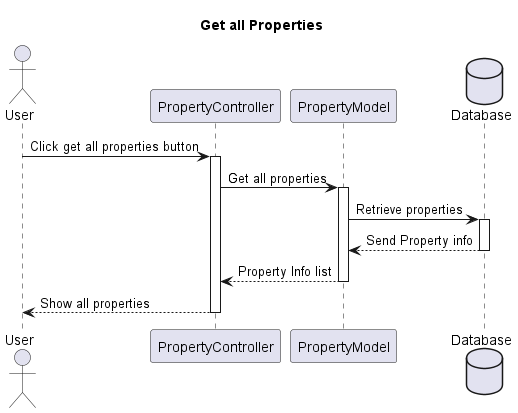 Get all Properties
User
PropertyController
PropertyModel
Database
Click get all properties button
Get all properties
Retrieve properties
Send Property info
Property Info list
Show all properties
User
PropertyController
PropertyModel
Database